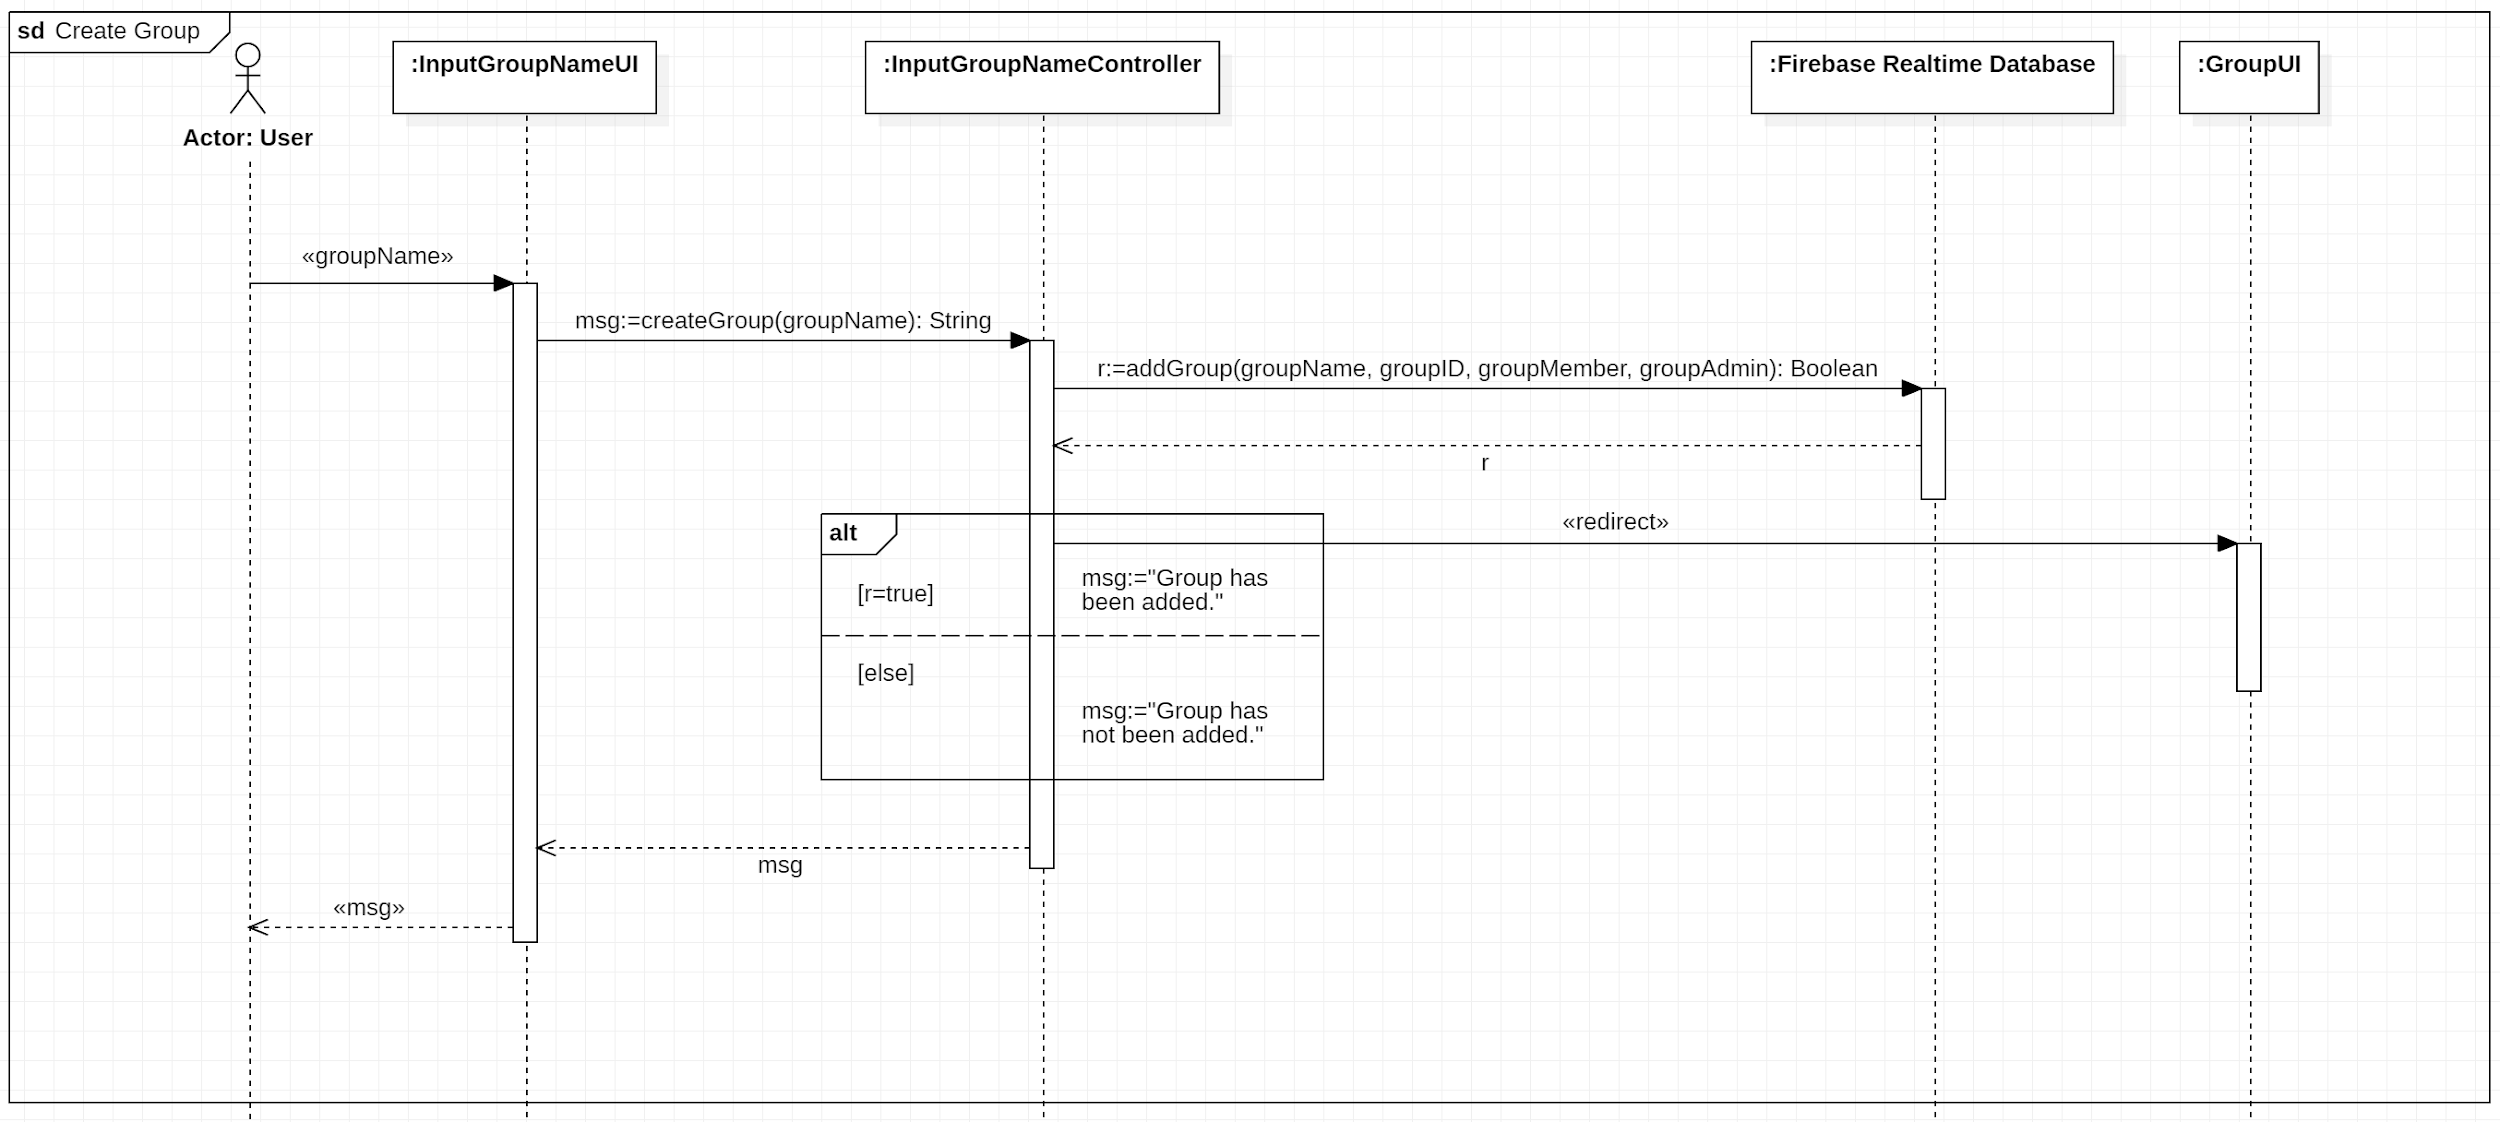 sd Create Group
:InputGroupNameUI
:InputGroupNameController
:Firebase Realtime Database
:GroupUI
Actor: User
«groupName»
msg:=createGroup(groupName): String
r:=addGroup(groupName, groupID, groupMember, groupAdmin): Boolean
r
«redirect»
alt
[r=true]
msg:="Group has
been added."
[else]
msg:="Group has
not been added."
msg
«msg»